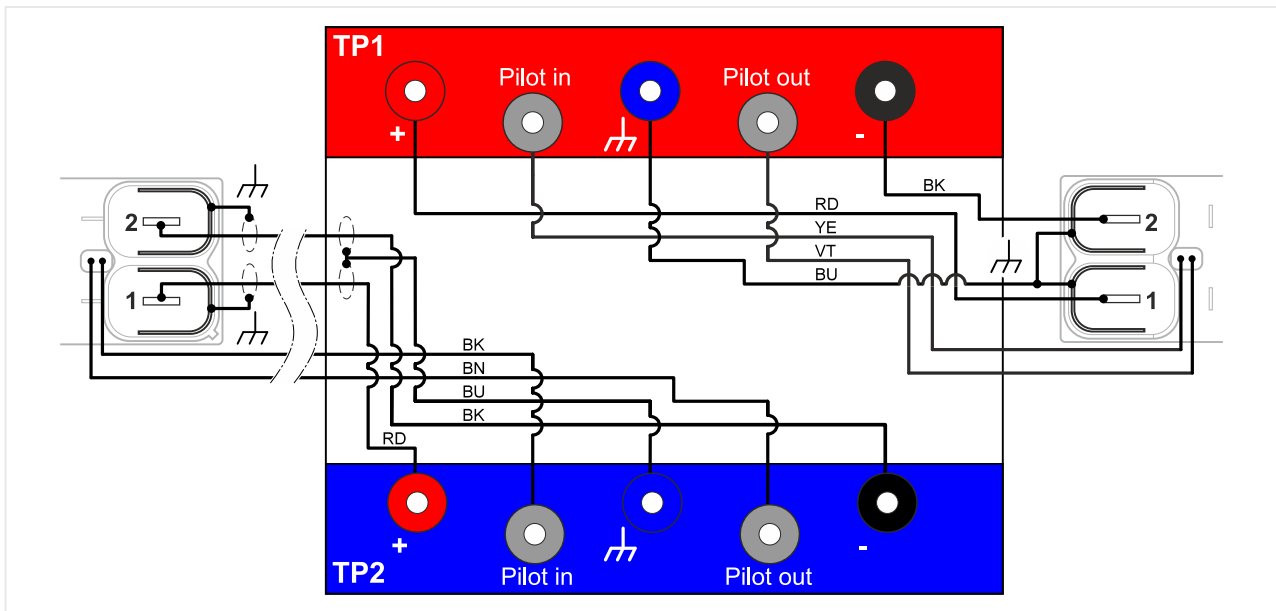 TP1
Pilot in
Pilot out
+
-
BK
RD
2
2
YE
VT
BU
1
1
BK
BN
BU
BK
RD
+
-
TP2
Pilot in
Pilot out